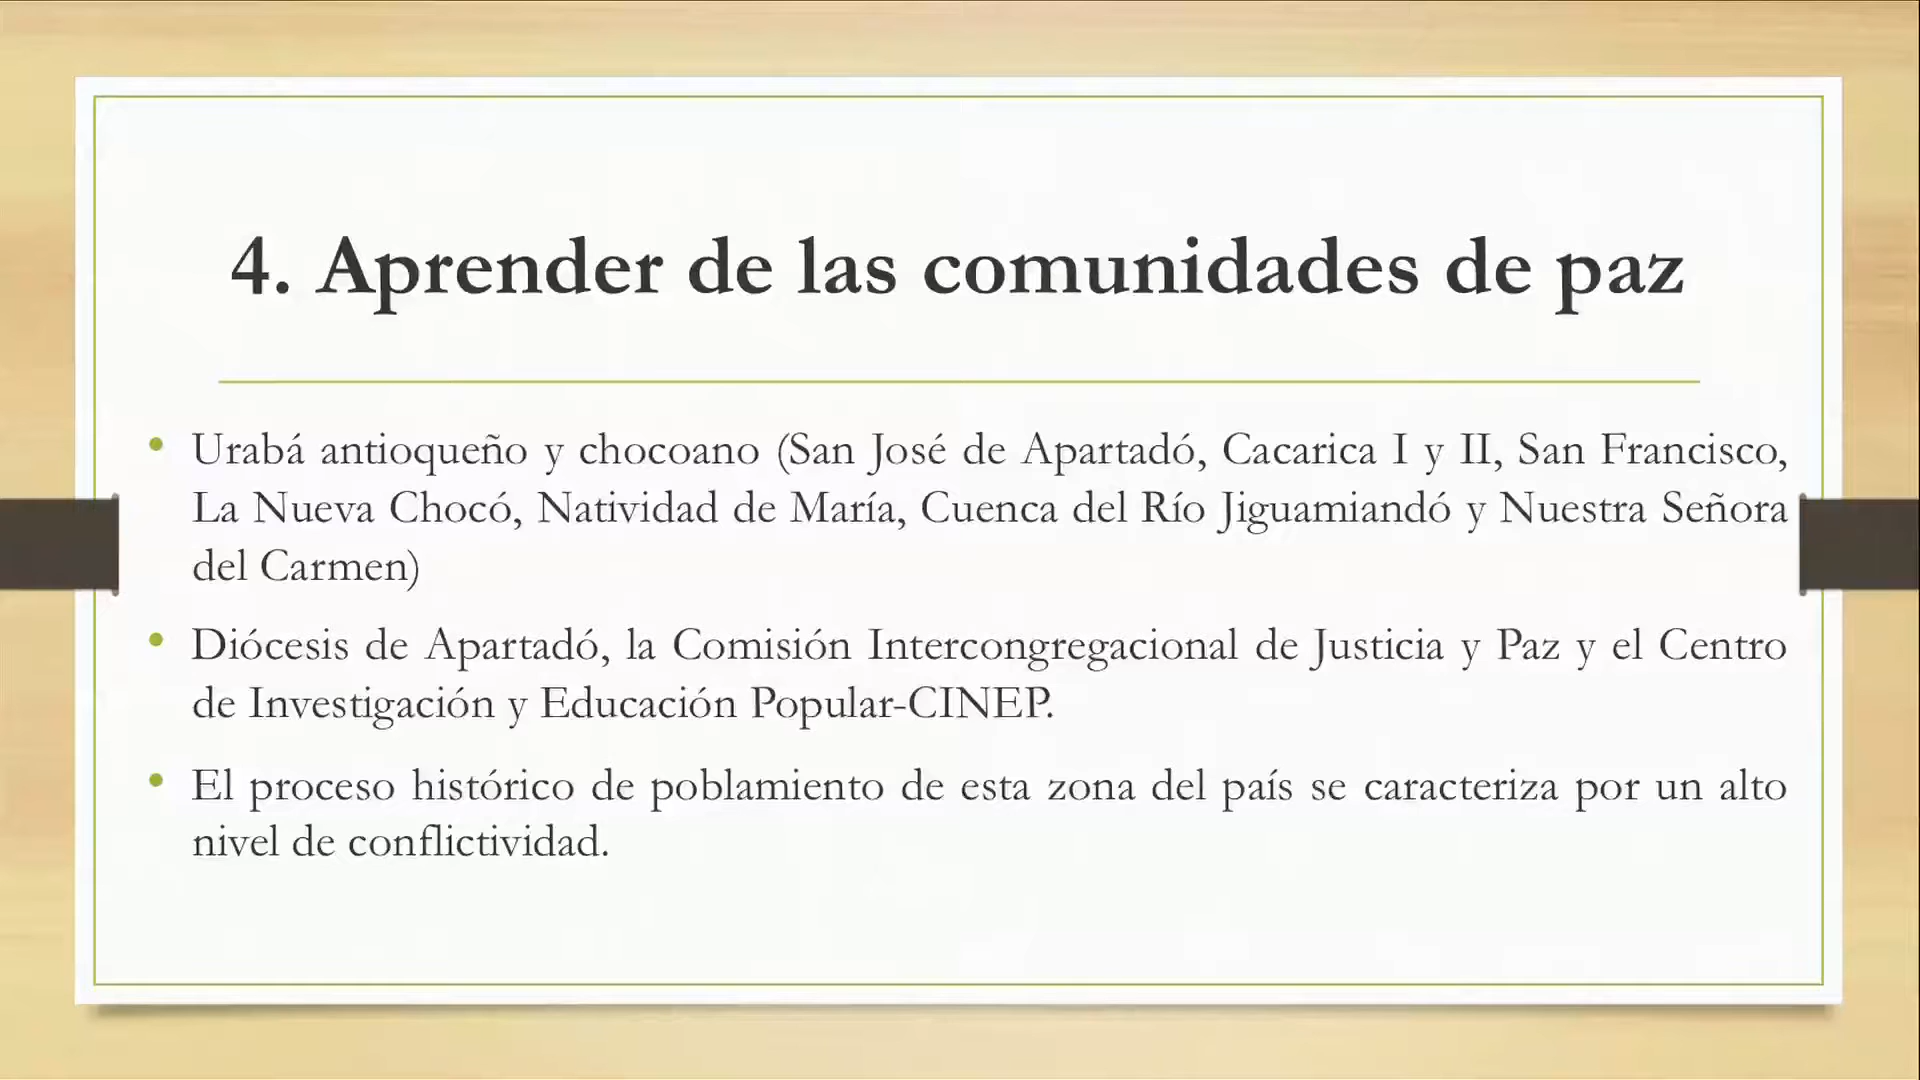 4. Aprender de las comunidades de paz
• Urabá antioqueño y chocoano (San José de Apartadó, Cacarica I y II, San Francisco,
La Nueva Chocó, Natividad de María, Cuenca del Río Jiguamiandó y Nuestra Señora
del Carmen)
• Diócesis de Apartadó, la Comisión Intercongregacional de Justicia y Paz y el Centro
de Investigación y Educación Popular-CINEP.
• El proceso histórico de poblamiento de esta zona del país se caracteriza por un alto
nivel de conflictividad.